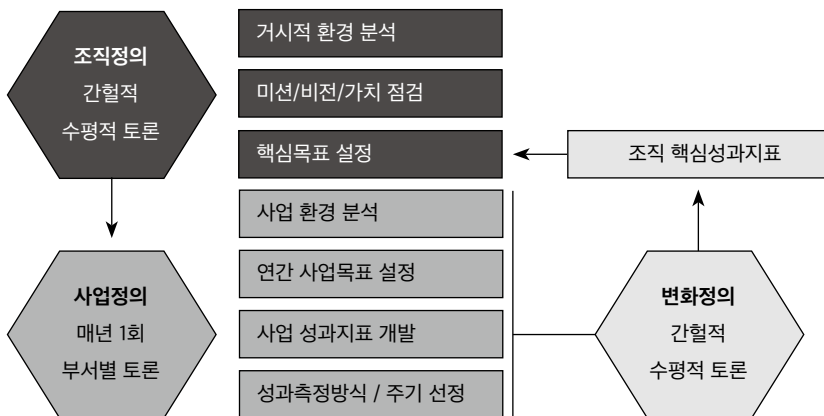 조직정의
간헐적
수평적 토론
거시적 환경 분석
미션/비전/가치 점검
핵심목표 설정
조직 핵심성과지표
사업정의
매년 1회
부서별 토론
사업 환경 분석
연간 사업목표 설정
사업 성과지표 개발
성과측정방식 / 주기 선정
변화정의
간헐적
수평적 토론